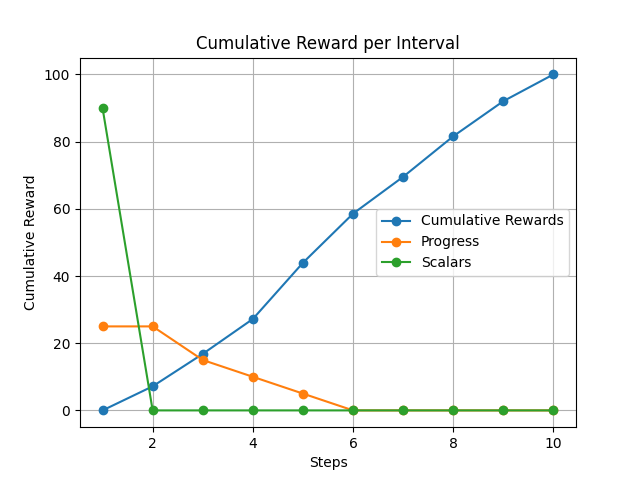 Cumulative Reward per Interval
Cumulative Reward
100
80
60
40
20
0
Cumulative Rewards
Progress
Scalars
2
4
6
8
10
Steps